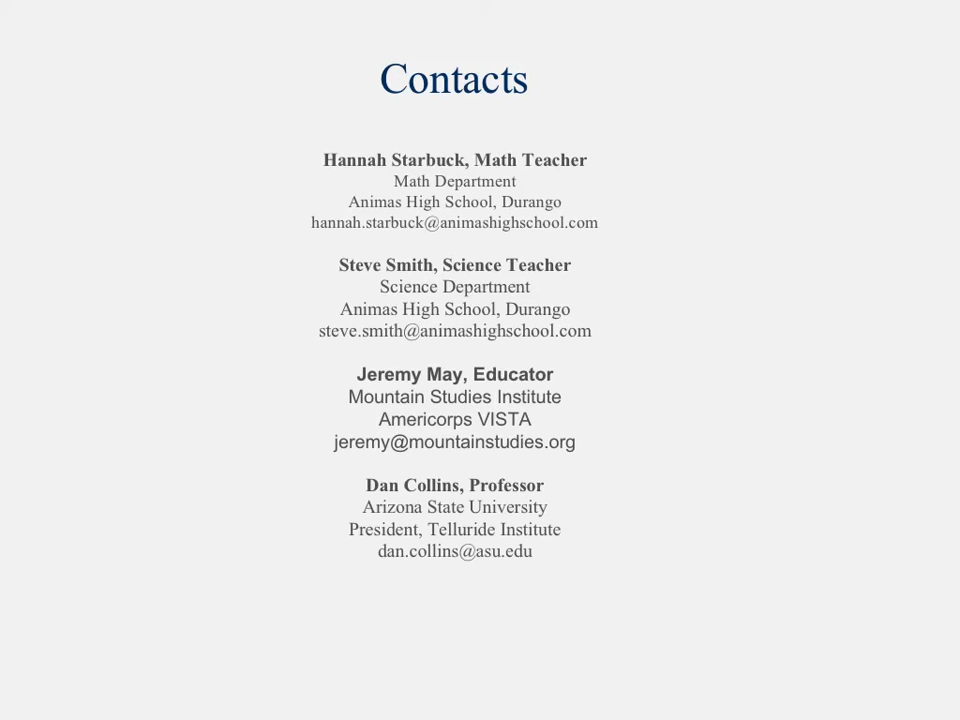 Contacts
Hannah Starbuck, Math Teacher
Math Department
Animas High School, Durango
hannah.starbuck@animashighschool.com
Steve Smith, Science Teacher
Science Department
Animas High School, Durango
steve.smith@animashighschool.com
Jeremy May, Educator
Mountain Studies Institute
Americorps VISTA
jeremy@mountainstudies.org
Dan Collins, Professor
Arizona State University
President, Telluride Institute
dan.collins@asu.edu